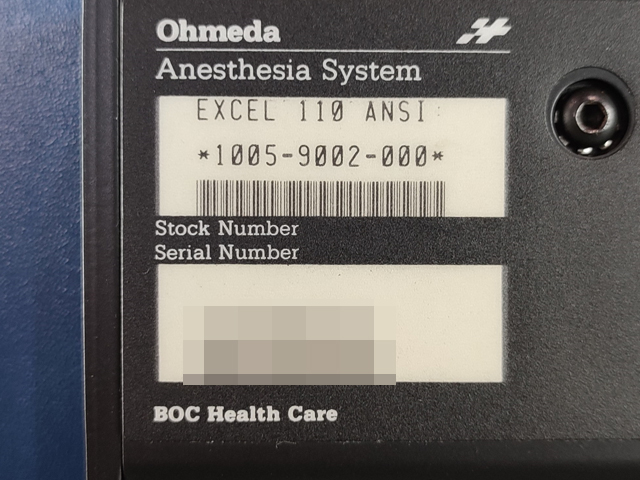 Ohmeda
Anesthesia System
EXCEL 110 ANSI
*1005-9002-000*
Stock Number
Serial Number
BOC Health Care